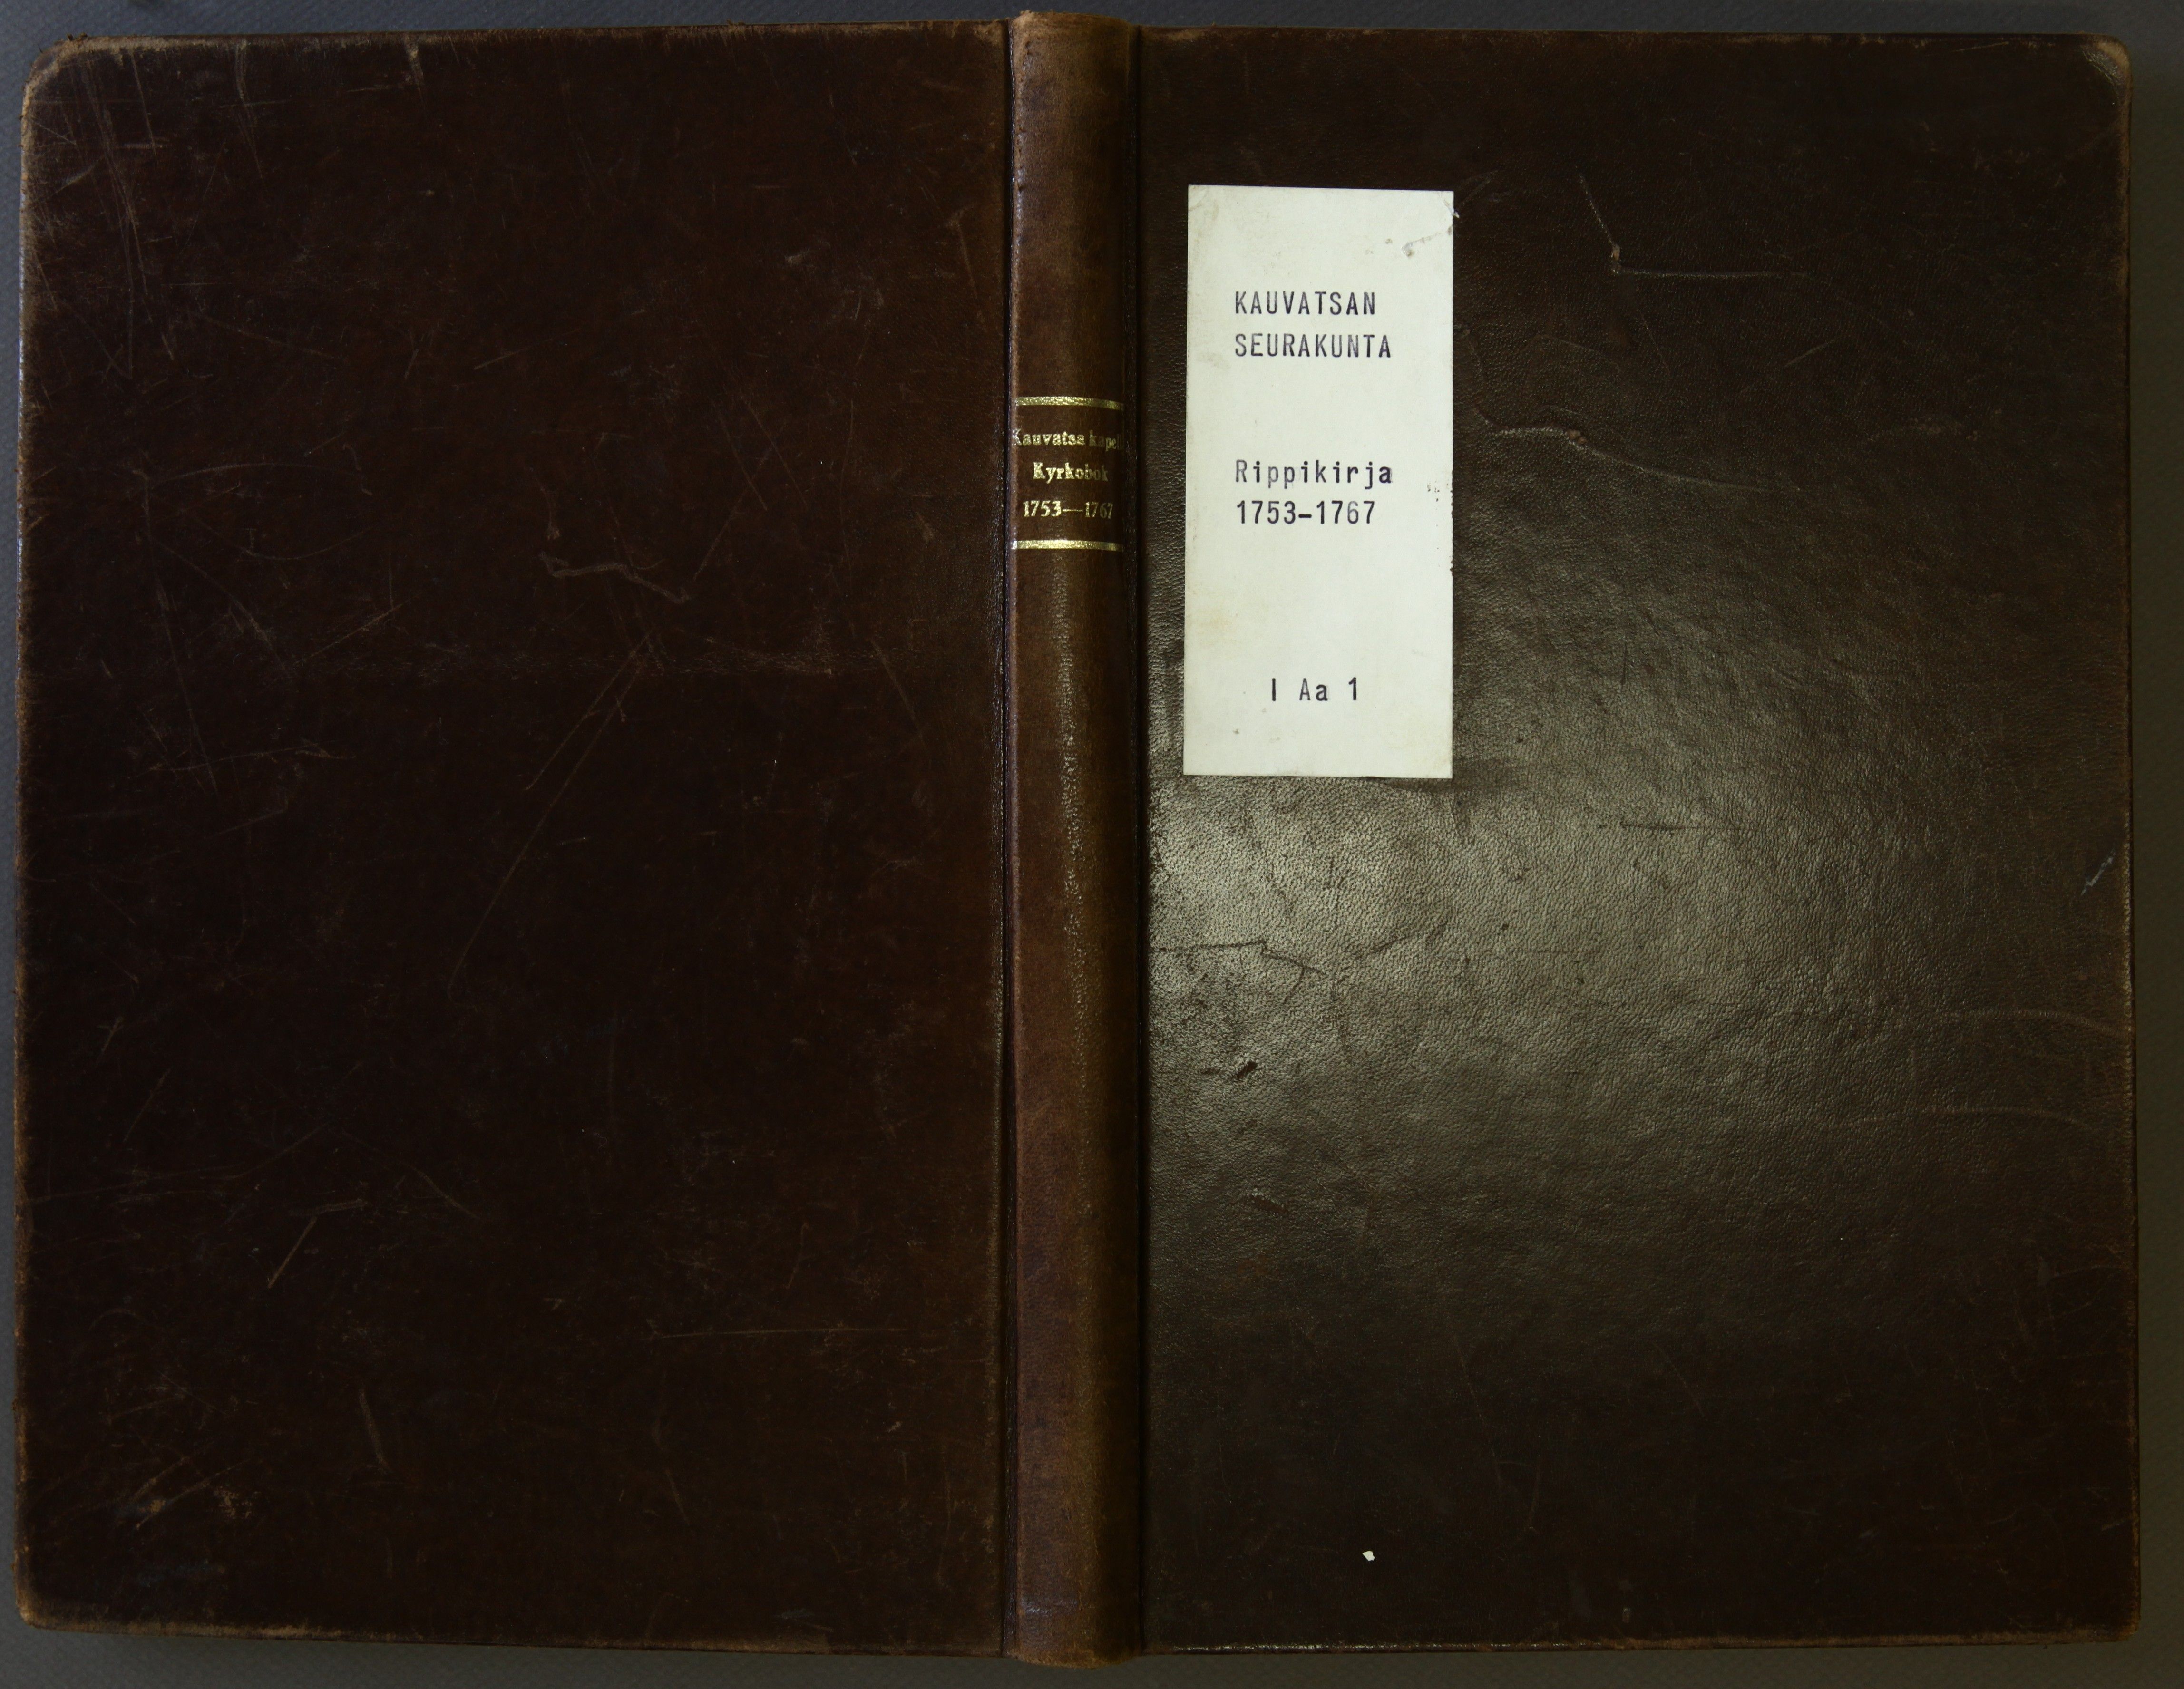 Kauvatsa kapell
Kyrkobok
1753—1767
KAUVATSAN
SEURAKUNTA
Rippikirja
1753-1767
I Aa 1